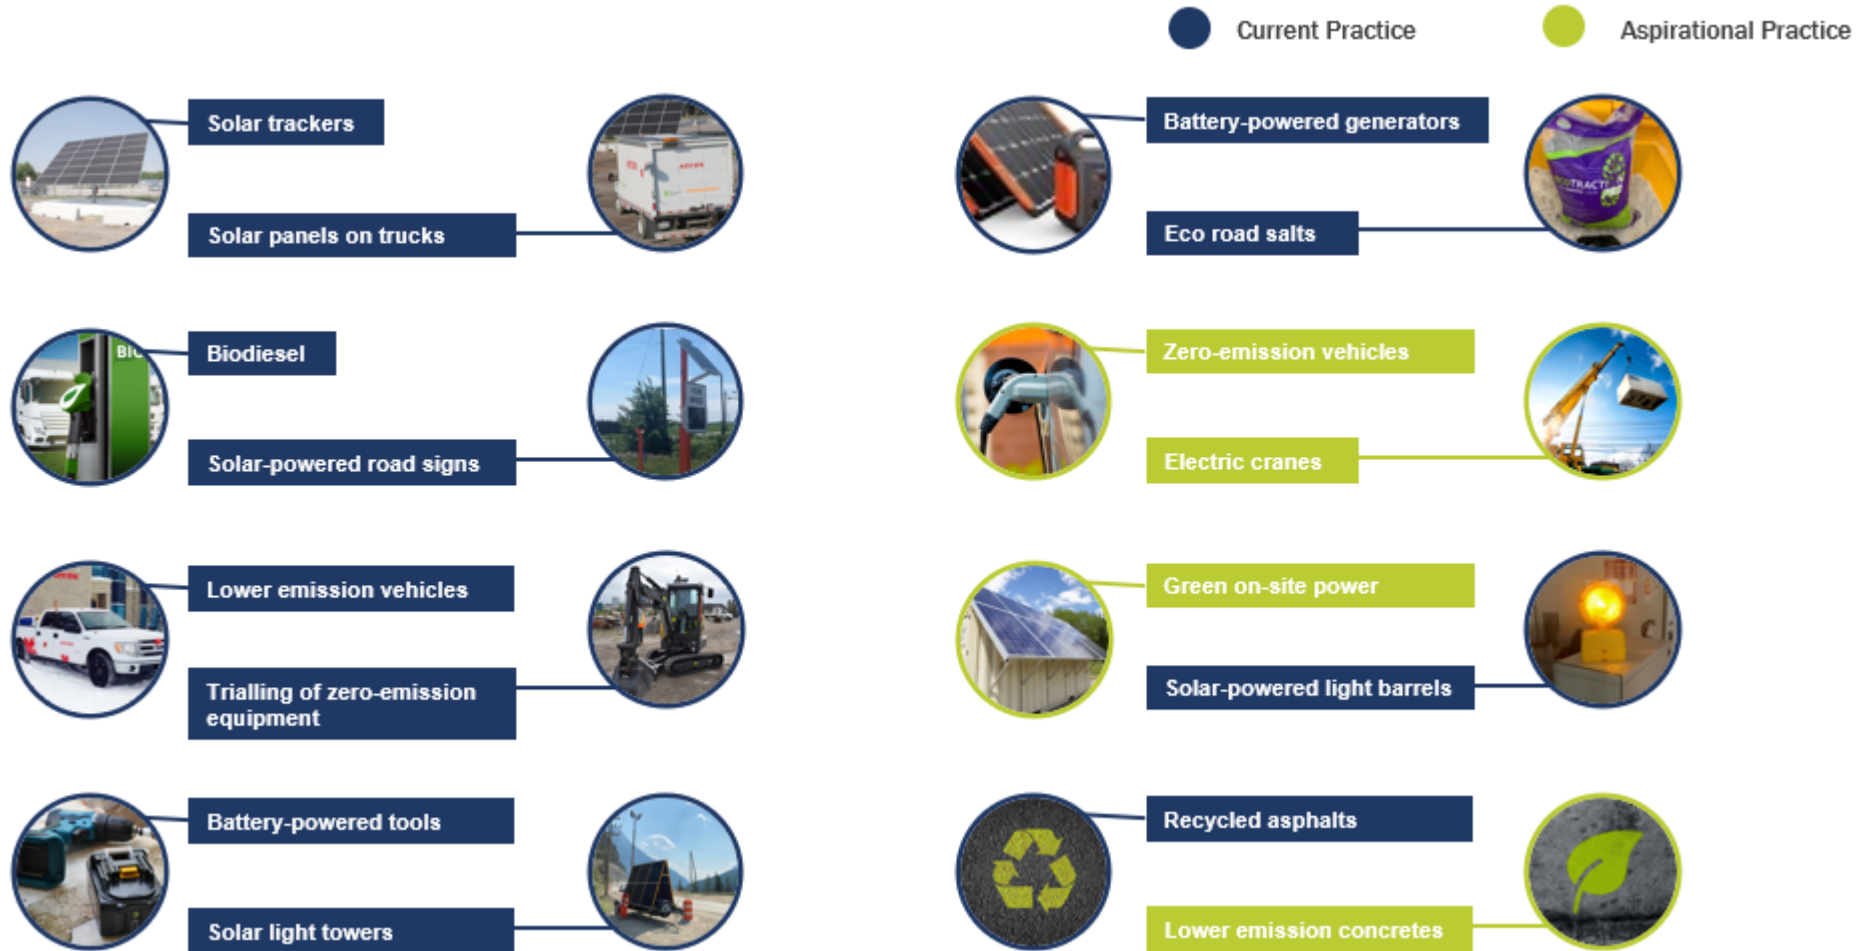 Current Practice
Aspirational Practice
Solar trackers
Solar panels on trucks
Battery-powered generators
Eco road salts
Biodiesel
Solar-powered road signs
BIO
Zero-emission vehicles
Electric cranes
Lower emission vehicles
Trialling of zero-emission
equipment
Green on-site power
Solar-powered light barrels
Battery-powered tools
Solar light towers
Recycled asphalts
Lower emission concretes